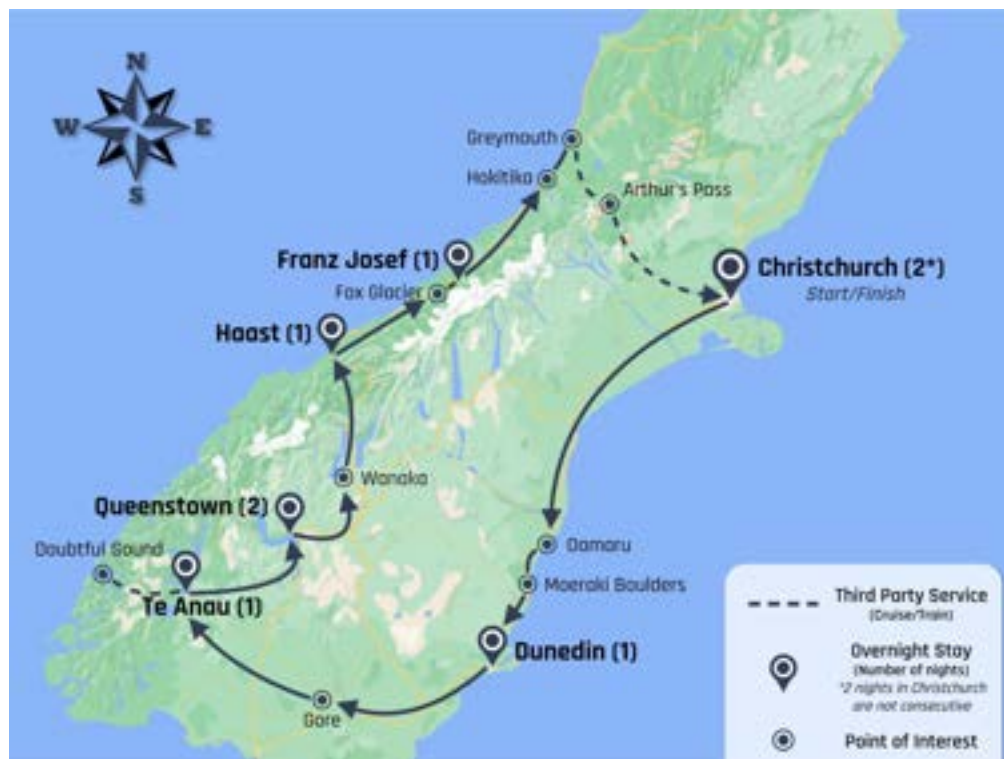 N
W E
S
Greymouth
Hokitika
Arthur's Pass
Franz Josef (1)
Fox Glacier
Christchurch (2*)
Start/Finish
Haast (1)
Wanaka
Queenstown (2)
Doubtful Sound
Te Anau (1)
Oamaru
Moeraki Boulders
Dunedin (1)
Gore
Third Party Service
(Cruise/Train)
Overnight Stay
(Number of nights)
*2 nights in Christchurch
are not consecutive
Point of Interest